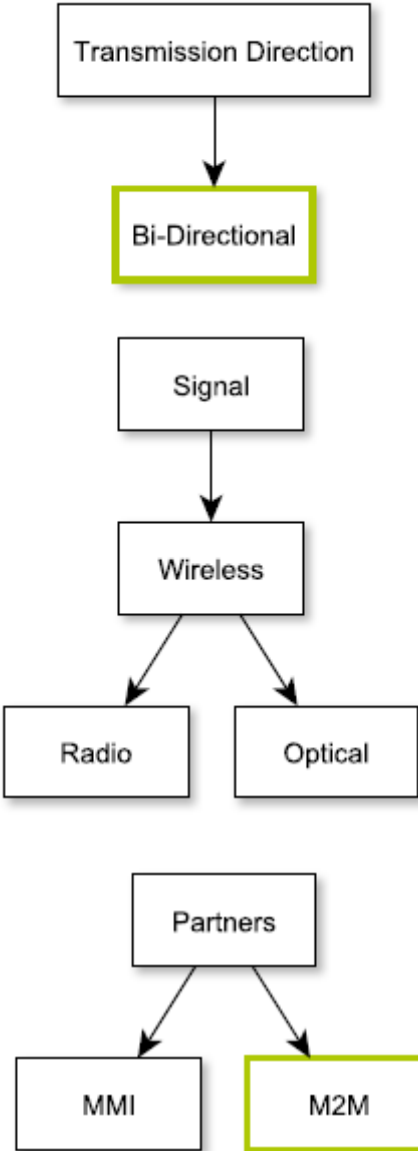 Transmission Direction
Bi-Directional
Signal
Wireless
Radio
Optical
Partners
MMI
M2M